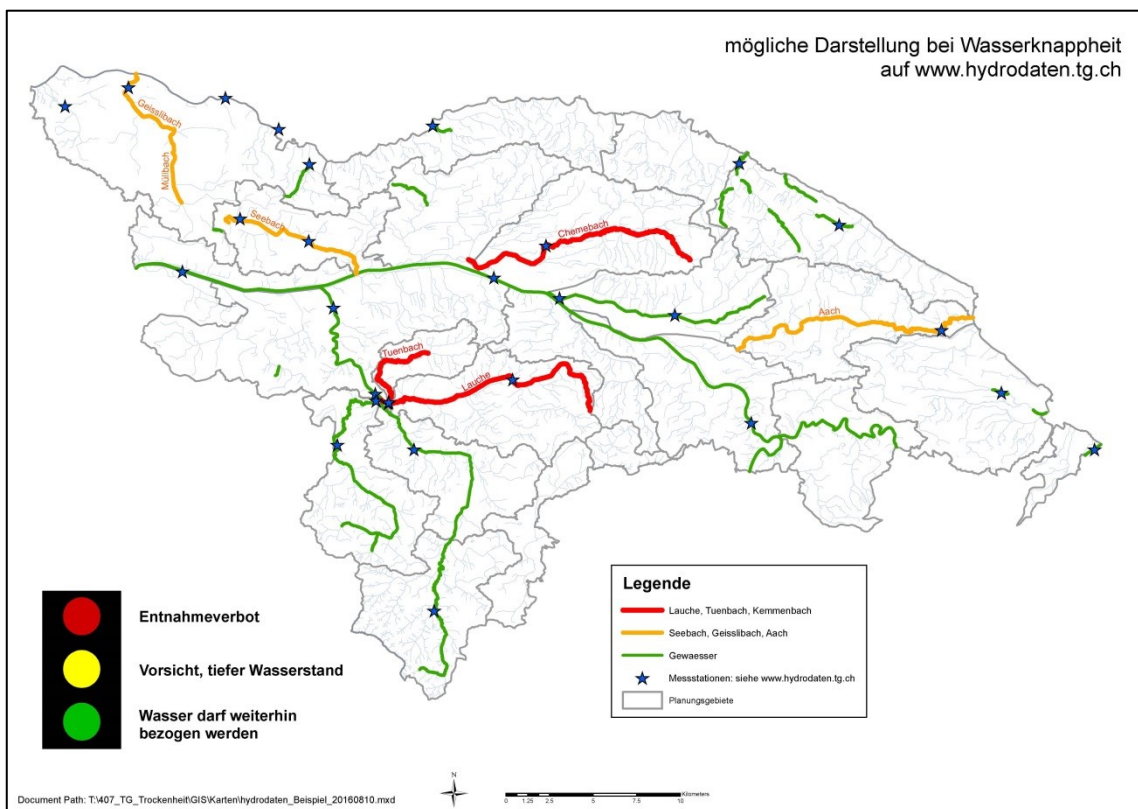 mögliche Darstellung bei Wasserknappheit
auf www.hydrodaten.tg.ch
Geisslibach
Müllbach
Seebach
Chemebach
Aach
Tuenbach
Lauche
Entnahmeverbot
Vorsicht, tiefer Wasserstand
Wasser darf weiterhin
bezogen werden
Legende
Lauche, Tuenbach, Kemmenbach
Seebach, Geisslibach, Aach
Gewaesser
Messstationen: siehe www.hydrodaten.tg.ch
Planungsgebiete
N
Kilometers
0 1.25 2.5 5 7.5 10
Document Path: T:\407_TG_Trockenheit\GIS\Karten\hydrodaten_Beispiel_20160810.mxd